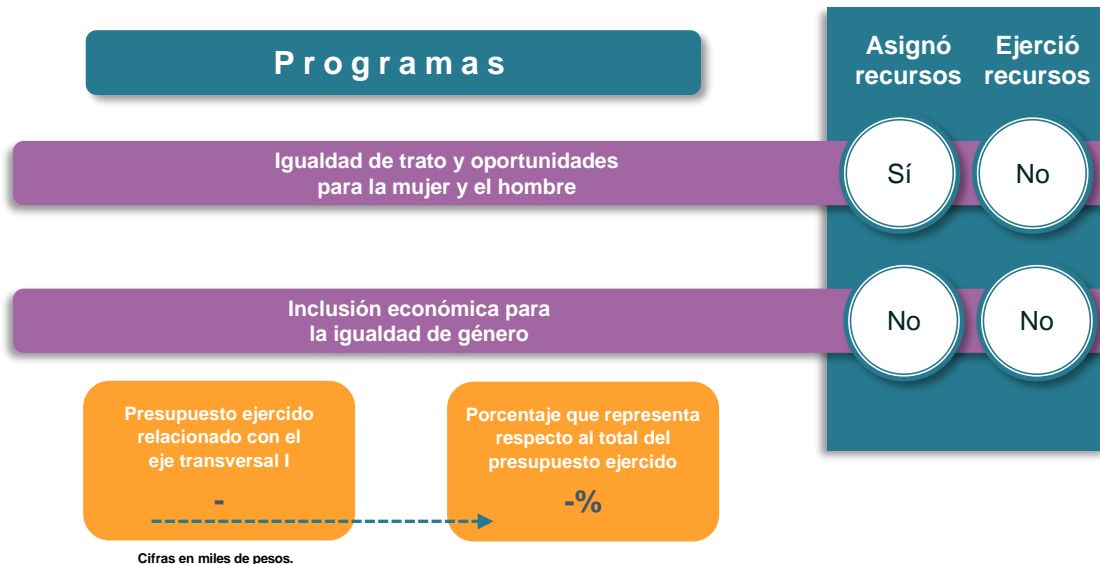 Programas
Asignó
recursos
Ejerció
recursos
Igualdad de trato y oportunidades
para la mujer y el hombre
Sí
No
Inclusión económica para
la igualdad de género
No
No
Presupuesto ejercido
relacionado con el
eje transversal I
-
Porcentaje que representa
respecto al total del
presupuesto ejercido
-%
Cifras en miles de pesos.